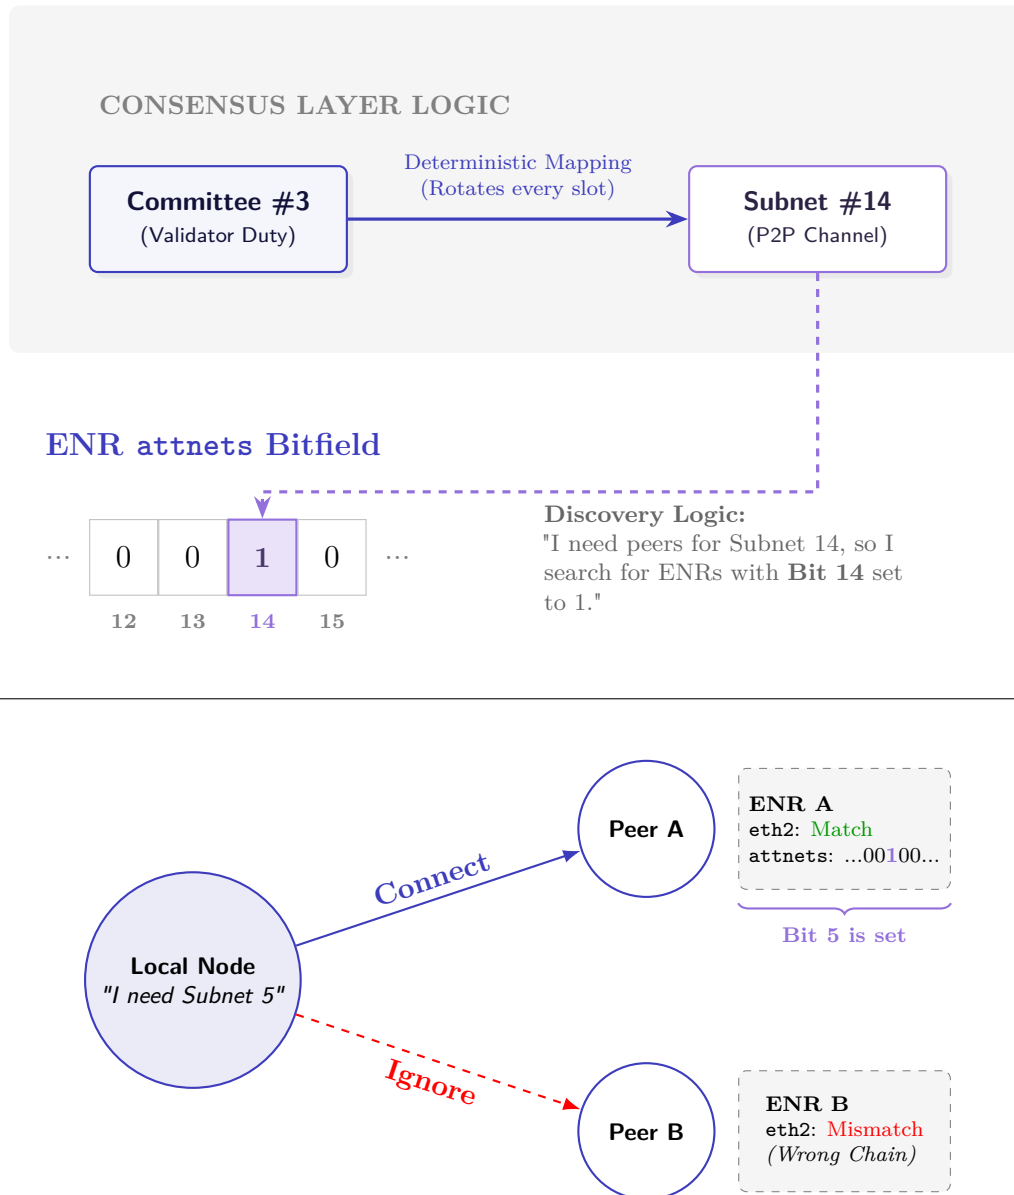 CONSENSUS LAYER LOGIC
Committee #3
(Validator Duty)
Deterministic Mapping
(Rotates every slot)
Subnet #14
(P2P Channel)
ENR attnets Bitfield
... 0 0 1 0 ...
12 13 14 15
Discovery Logic:
"I need peers for Subnet 14, so I
search for ENRs with Bit 14 set
to 1."
Local Node
"I need Subnet 5"
Connect
Peer A
ENR A
eth2: Match
attnets: ...00100...
Bit 5 is set
Ignore
Peer B
ENR B
eth2: Mismatch
(Wrong Chain)